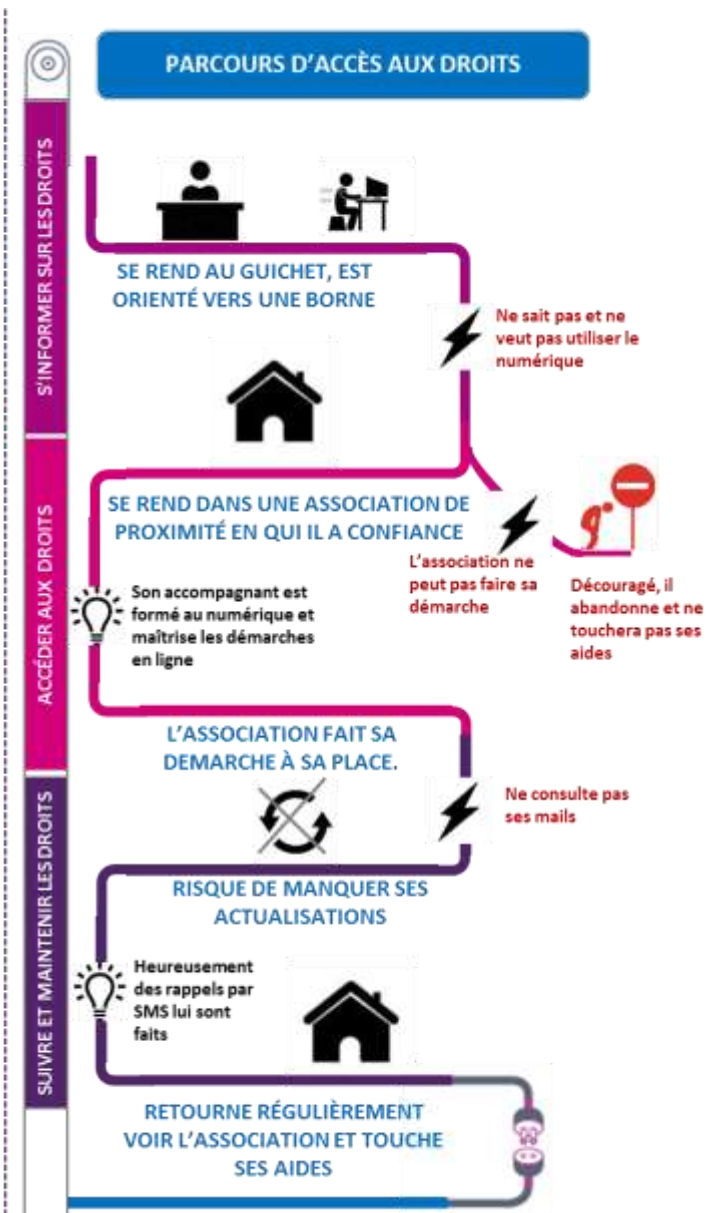 PARCOURS D'ACCÈS AUX DROITS
S'INFORMER SUR LES DROITS
SE REND AU GUICHET, EST
ORIENTÉ VERS UNE BORNE
Ne sait pas et ne
veut pas utiliser le
numérique
ACCÉDER AUX DROITS
SE REND DANS UNE ASSOCIATION DE
PROXIMITÉ EN QUI IL A CONFIANCE
L'association ne
peut pas faire sa
démarche
Découragé, il
abandonne et ne
touchera pas ses
aides
Son accompagnant est
formé au numérique et
maîtrise les démarches
en ligne
L'ASSOCIATION FAIT SA
DEMARCHE À SA PLACE.
SUIVRE ET MAINTENIR LES DROITS
Ne consulte pas
ses mails
RISQUE DE MANQUER SES
ACTUALISATIONS
Heureusement
des rappels par
SMS lui sont
faits
RETOURNE RÉGULIÈREMENT
VOIR L'ASSOCIATION ET TOUCHE
SES AIDES